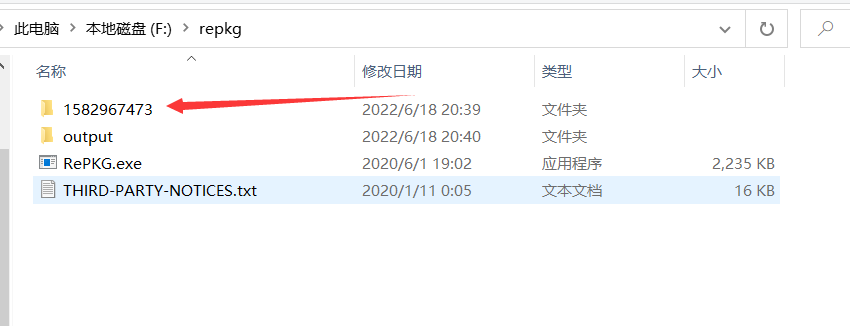 此电脑 > 本地磁盘 (F:) > repkg
名称 修改日期 类型 大小
1582967473 2022/6/18 20:39 文件夹
output 2022/6/18 20:40 文件夹
RePKG.exe 2020/6/1 19:02 应用程序 2,235 KB
THIRD-PARTY-NOTICES.txt 2020/1/11 0:05 文本文档 16 KB